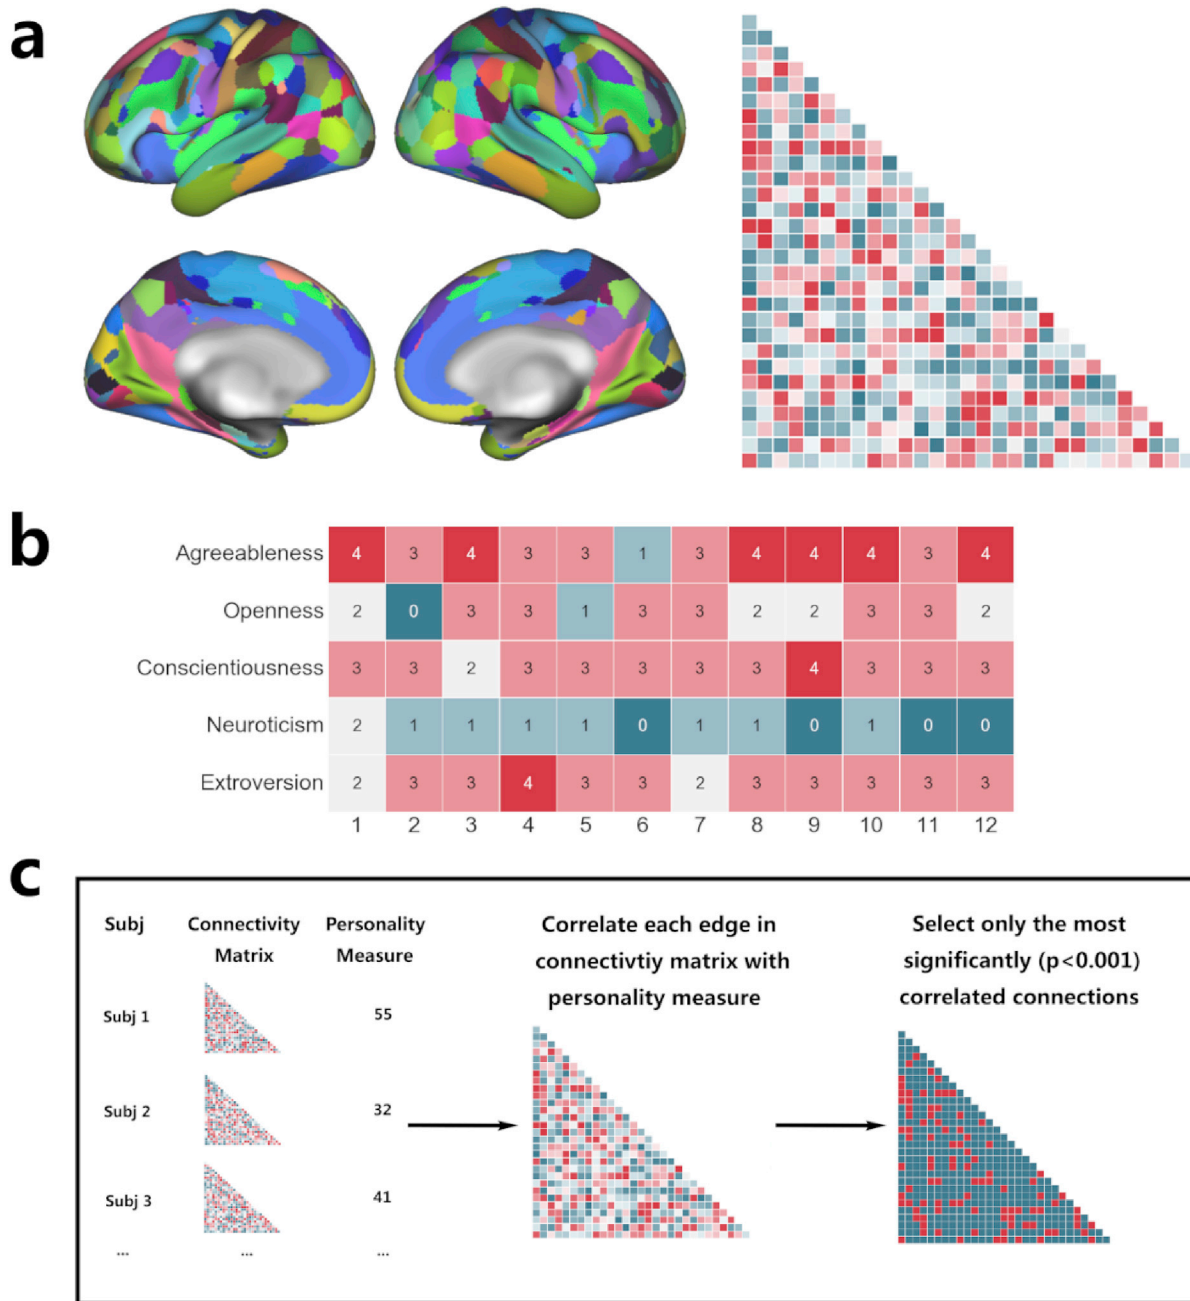 a
b
Agreeableness 4 3 4 3 3 1 3 4 4 4 3 4
Openness 2 0 3 3 1 3 3 2 2 3 3 2
Conscientiousness 3 3 2 3 3 3 3 3 4 3 3 3
Neuroticism 2 1 1 1 1 0 1 1 0 1 0 0
Extroversion 2 3 3 4 3 3 2 3 3 3 3 3
1 2 3 4 5 6 7 8 9 10 11 12
c
Subj Connectivity Personality
Matrix Measure
Subj 1 55
Subj 2 32
Subj 3 41
... ... ...
Correlate each edge in
connectivtiy matrix with
personality measure
Select only the most
significantly (p<0.001)
correlated connections